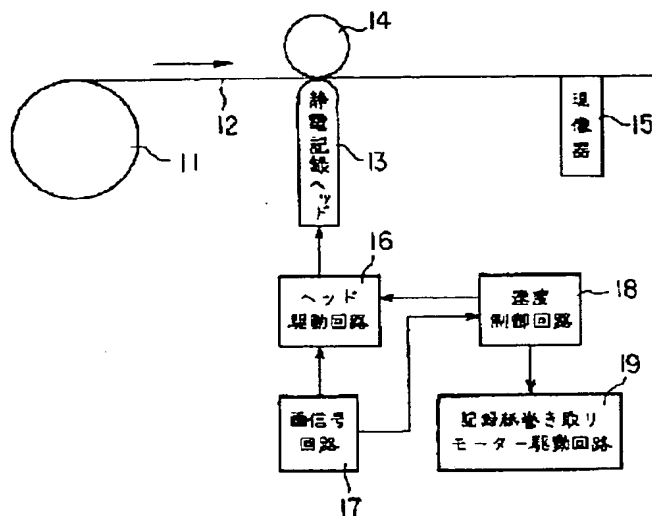 14
11
12
静電記録ヘッド
13
現像器
15
16
ヘッド
駆動回路
速度
制御回路
18
画信号
回路
17
19
記録紙巻き取り
モーター駆動回路